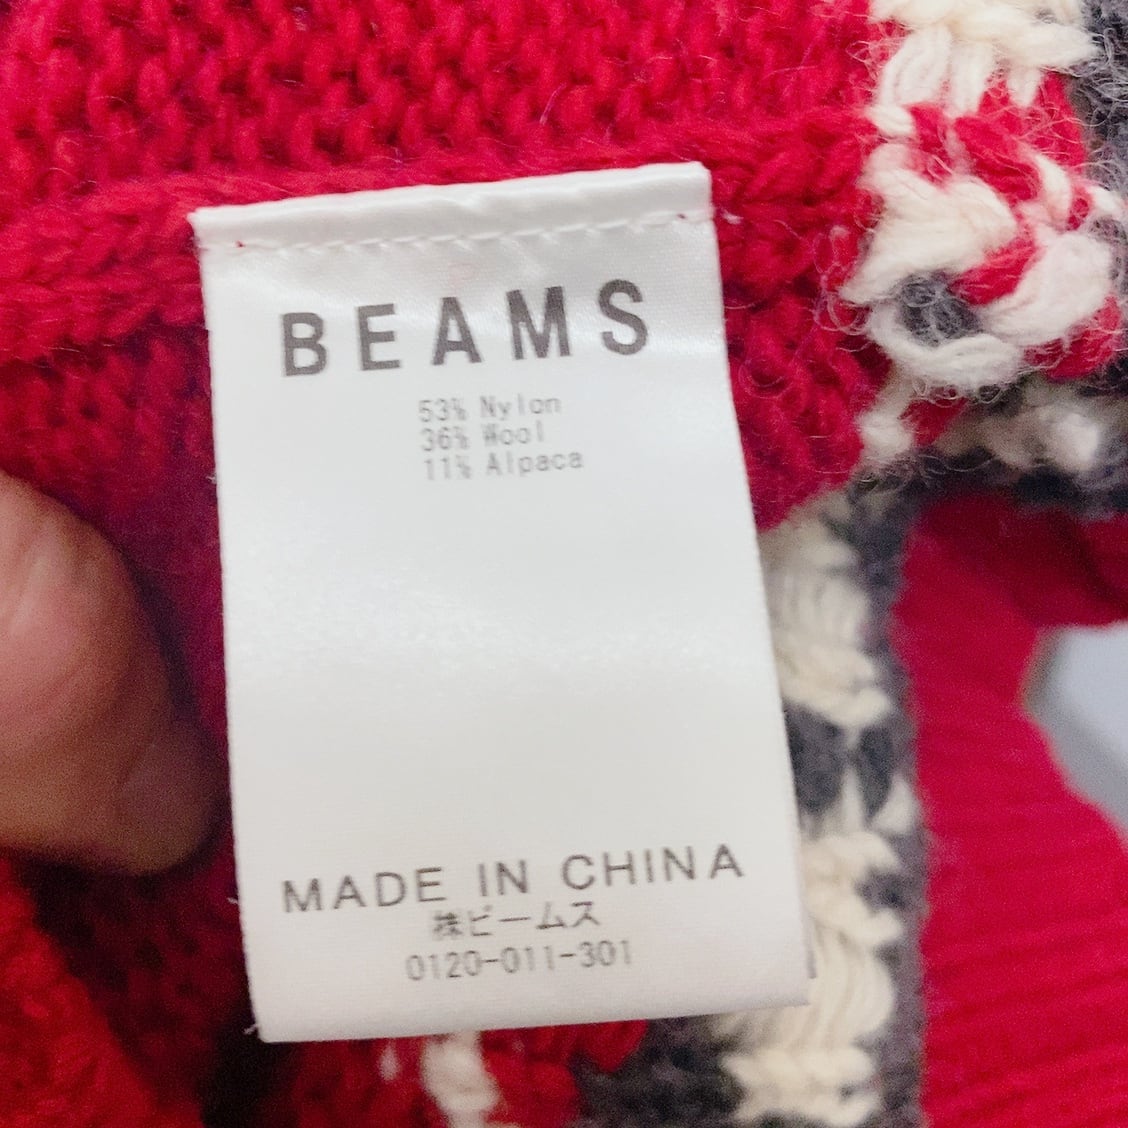 BEAMS
53% Nylon
36% Wool
11% Alpaca
MADE IN CHINA
㈱ビームス
0120-011-301